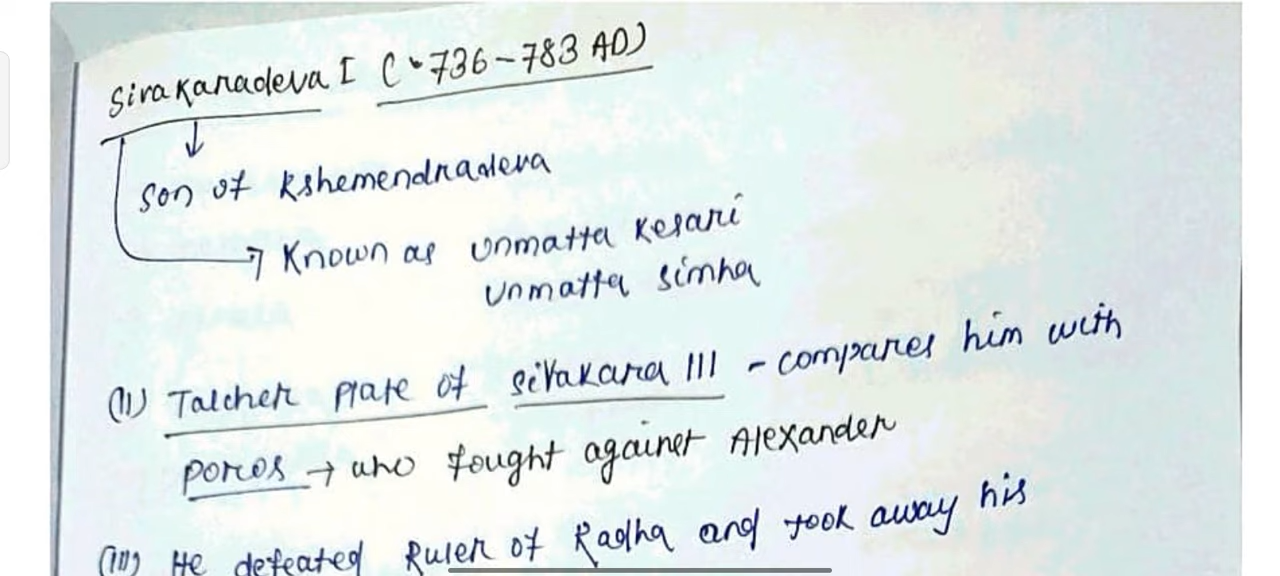 Sivakaradeva I (C. 736-783 AD)
Son of Kshemendradeva
Known as Unmatta Kesari
Unmatta Simha
(II) Talcher Plate of Sivakara III - compares him with
Poros → who fought against Alexander
(III) He defeated Ruler of Radha and took away his